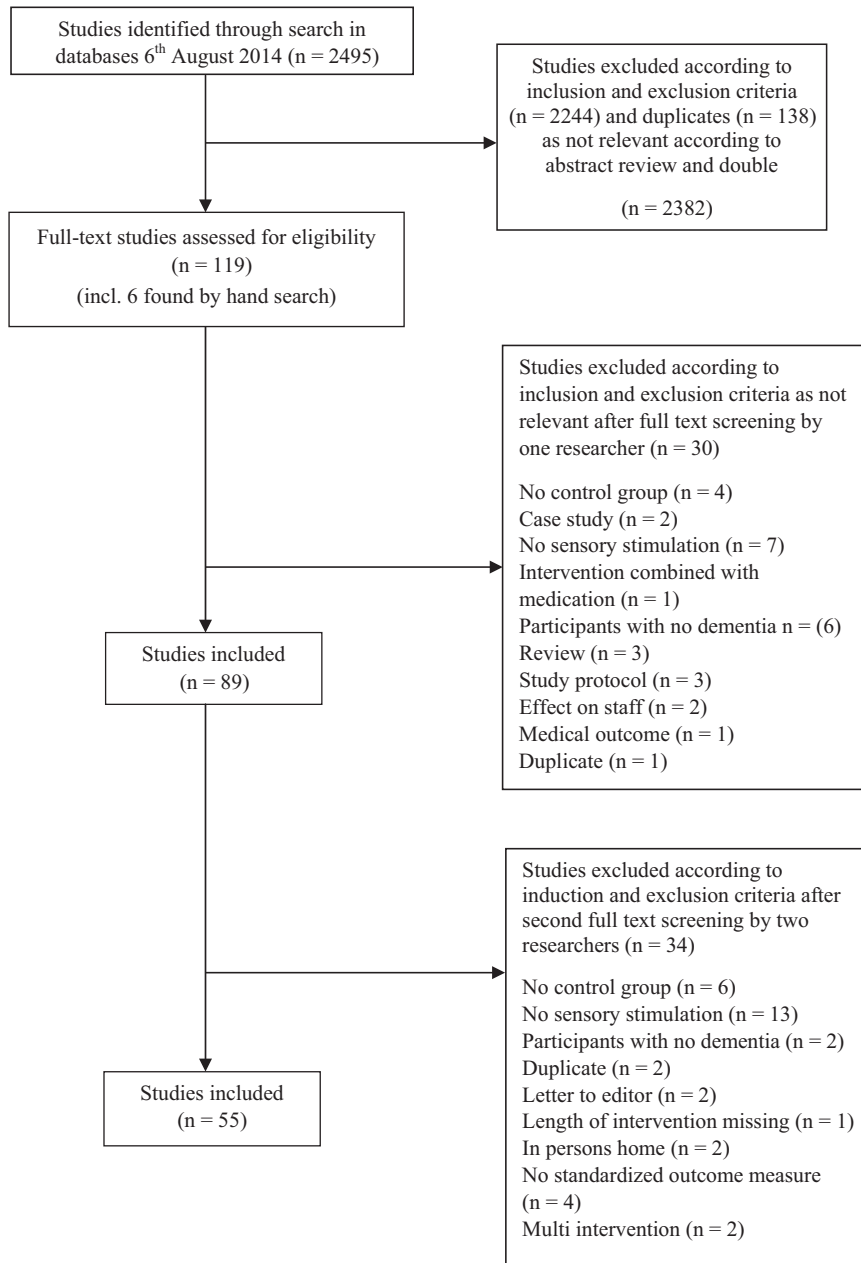 Studies identified through search in
databases 6th August 2014 (n = 2495)
Studies excluded according to
inclusion and exclusion criteria
(n = 2244) and duplicates (n = 138)
as not relevant according to
abstract review and double
(n = 2382)
Full-text studies assessed for eligibility
(n = 119)
(incl. 6 found by hand search)
Studies excluded according to
inclusion and exclusion criteria as not
relevant after full text screening by
one researcher (n = 30)
No control group (n = 4)
Case study (n = 2)
No sensory stimulation (n = 7)
Intervention combined with
medication (n = 1)
Participants with no dementia n = (6)
Review (n = 3)
Study protocol (n = 3)
Effect on staff (n = 2)
Medical outcome (n = 1)
Duplicate (n = 1)
Studies included
(n = 89)
Studies excluded according to
induction and exclusion criteria after
second full text screening by two
researchers (n = 34)
No control group (n = 6)
No sensory stimulation (n = 13)
Participants with no dementia (n = 2)
Duplicate (n = 2)
Letter to editor (n = 2)
Length of intervention missing (n = 1)
In persons home (n = 2)
No standardized outcome measure
(n = 4)
Multi intervention (n = 2)
Studies included
(n = 55)